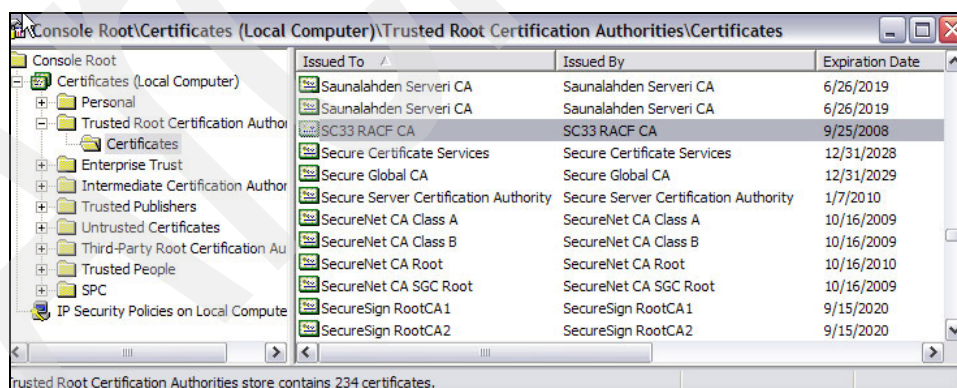 Console Root\Certificates (Local Computer)\Trusted Root Certification Authorities\Certificates
Console Root
Certificates (Local Computer)
Personal
Trusted Root Certification Author
Certificates
Enterprise Trust
Intermediate Certification Author
Trusted Publishers
Untrusted Certificates
Third-Party Root Certification Au
Trusted People
SPC
IP Security Policies on Local Compute
Issued To Issued By Expiration Date
Saunalahden Serveri CA Saunalahden Serveri CA 6/26/2019
Saunalahden Serveri CA Saunalahden Serveri CA 6/26/2019
SC33 RACF CA SC33 RACF CA 9/25/2008
Secure Certificate Services Secure Certificate Services 12/31/2028
Secure Global CA Secure Global CA 12/31/2029
Secure Server Certification Authority Secure Server Certification Authority 1/7/2010
SecureNet CA Class A SecureNet CA Class A 10/16/2009
SecureNet CA Class B SecureNet CA Class B 10/16/2009
SecureNet CA Root SecureNet CA Root 10/16/2010
SecureNet CA SGC Root SecureNet CA SGC Root 10/16/2009
SecureSign RootCA1 SecureSign RootCA1 9/15/2020
SecureSign RootCA2 SecureSign RootCA2 9/15/2020
Trusted Root Certification Authorities store contains 234 certificates.